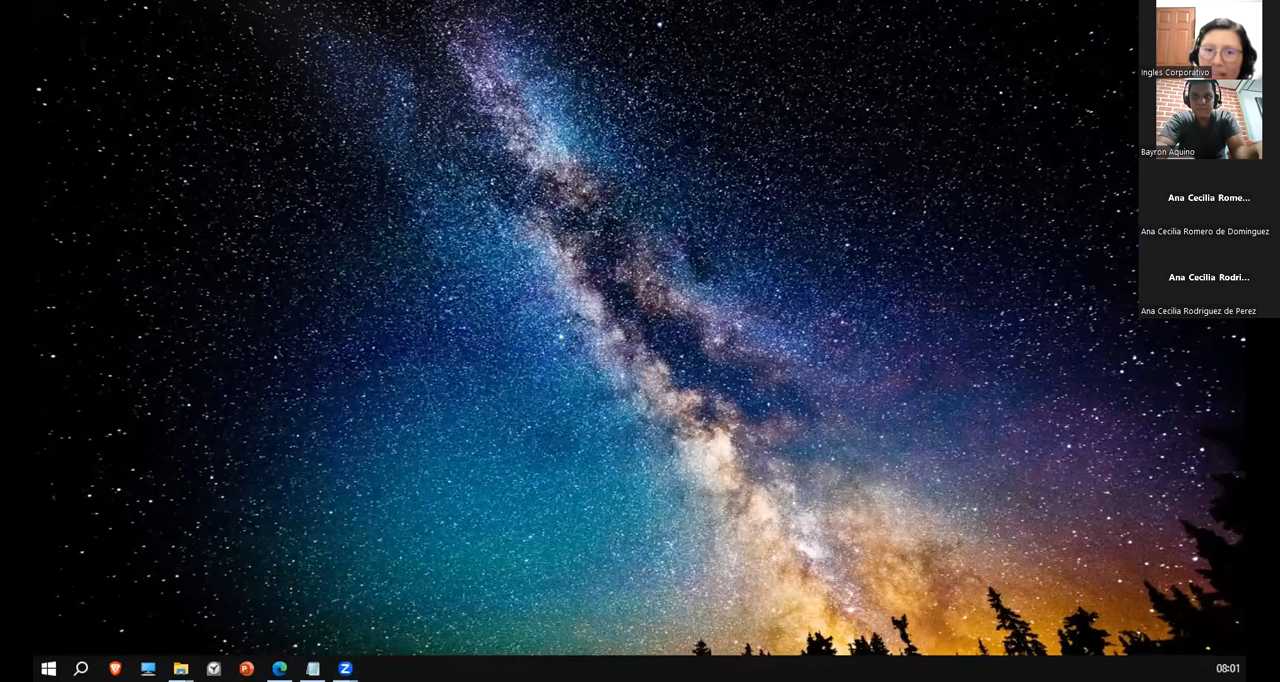 Ingles Corporativo
Bayron Aquino
Ana Cecilia Rome...
Ana Cecilia Romero de Dominguez
Ana Cecilia Rodri...
Ana Cecilia Rodriguez de Perez
08:01